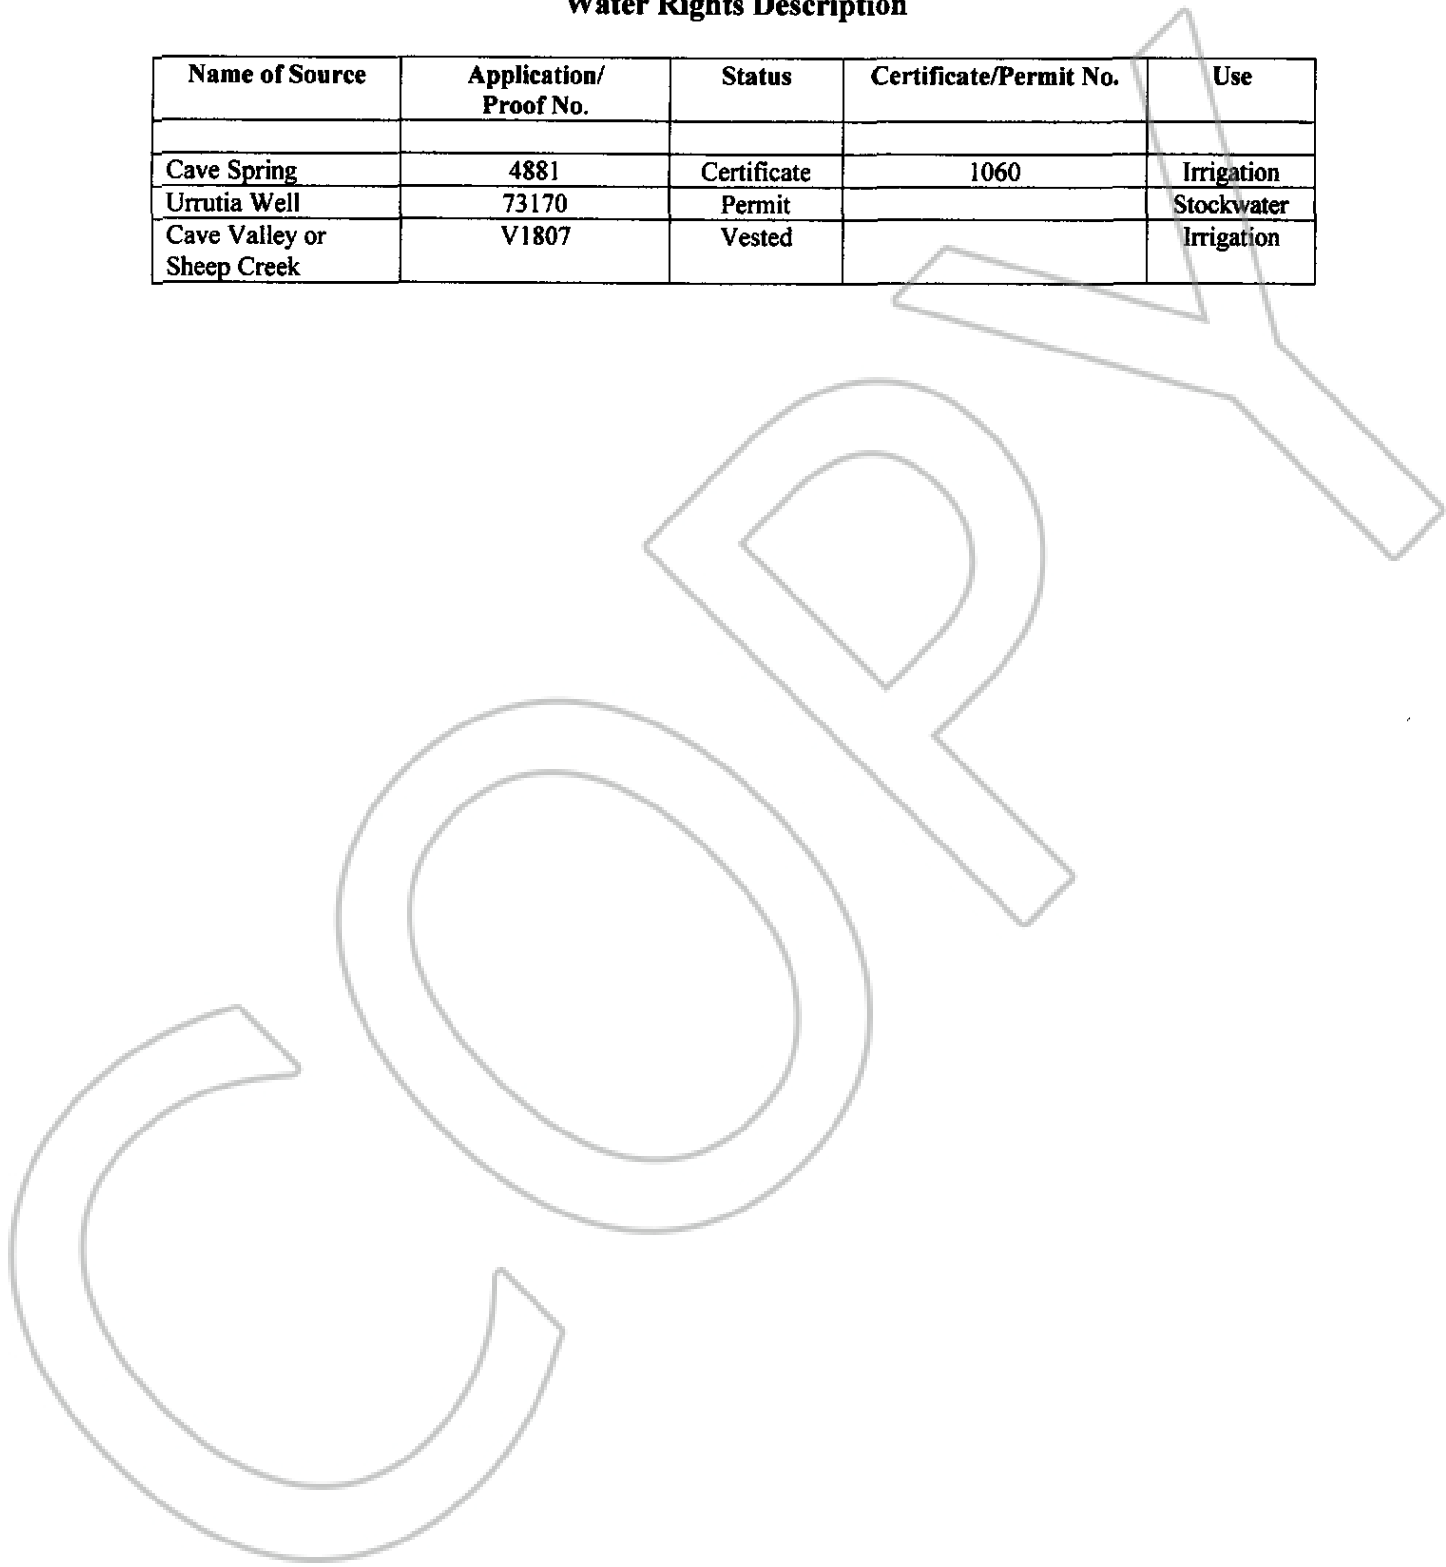 Water Rights Description
Name of Source Application/ Status Certificate/Permit No. Use
Proof No.
Cave Spring 4881 Certificate 1060 Irrigation
Urrutia Well 73170 Permit Stockwater
Cave Valley or V1807 Vested Irrigation
Sheep Creek
COPY